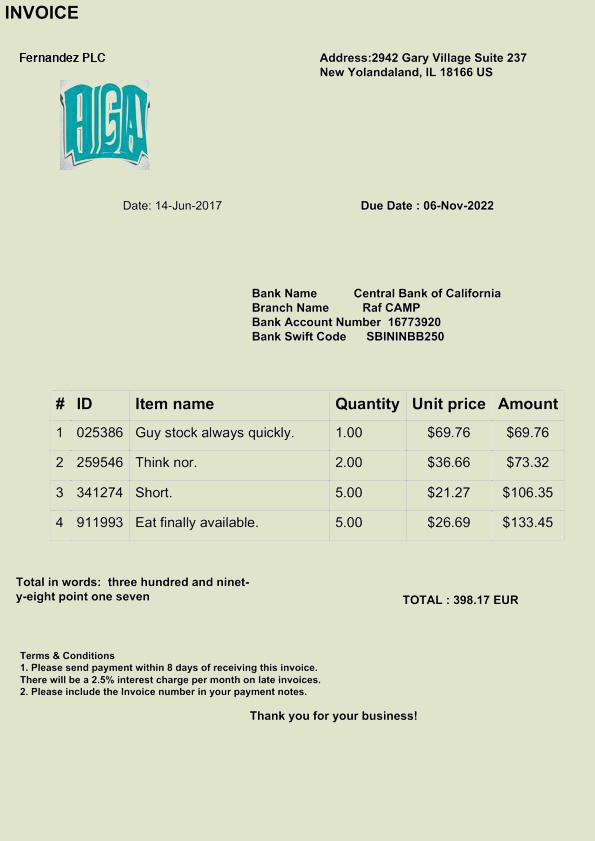 INVOICE
Fernandez PLC
Address:2942 Gary Village Suite 237
New Yolandaland, IL 18166 US
Date: 14-Jun-2017
Due Date : 06-Nov-2022
Bank Name Central Bank of California
Branch Name Raf CAMP
Bank Account Number 16773920
Bank Swift Code SBININBB250
# ID Item name Quantity Unit price Amount
1 025386 Guy stock always quickly. 1.00 $69.76 $69.76
2 259546 Think nor. 2.00 $36.66 $73.32
3 341274 Short. 5.00 $21.27 $106.35
4 911993 Eat finally available. 5.00 $26.69 $133.45
Total in words: three hundred and ninet-
y-eight point one seven
TOTAL : 398.17 EUR
Terms & Conditions
1. Please send payment within 8 days of receiving this invoice.
There will be a 2.5% interest charge per month on late invoices.
2. Please include the Invoice number in your payment notes.
Thank you for your business!